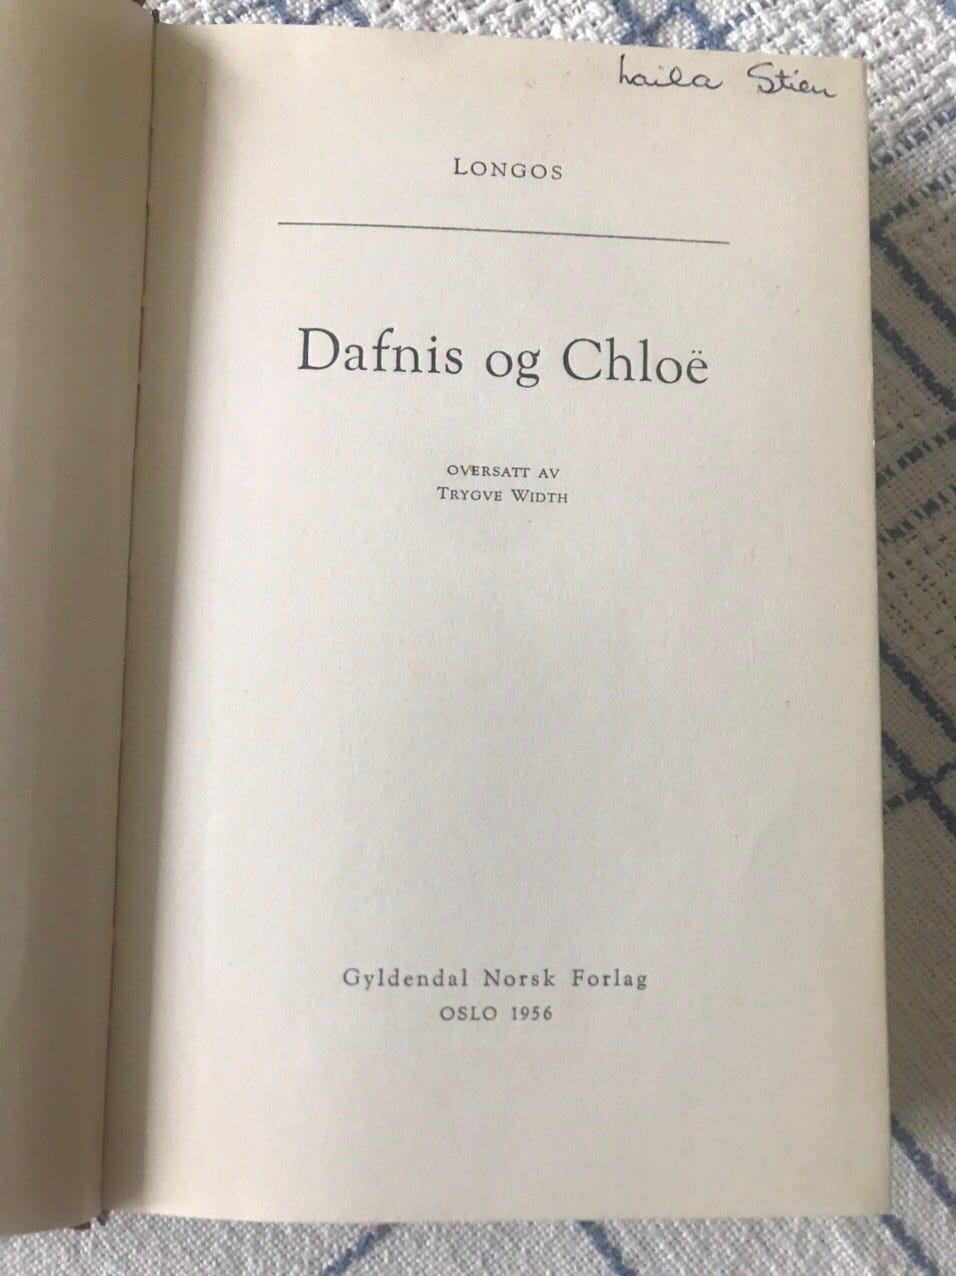 Laila Stien
LONGOS
Dafnis og Chloë
OVERSATT AV
TRYGVE WIDTH
Gyldendal Norsk Forlag
OSLO 1956